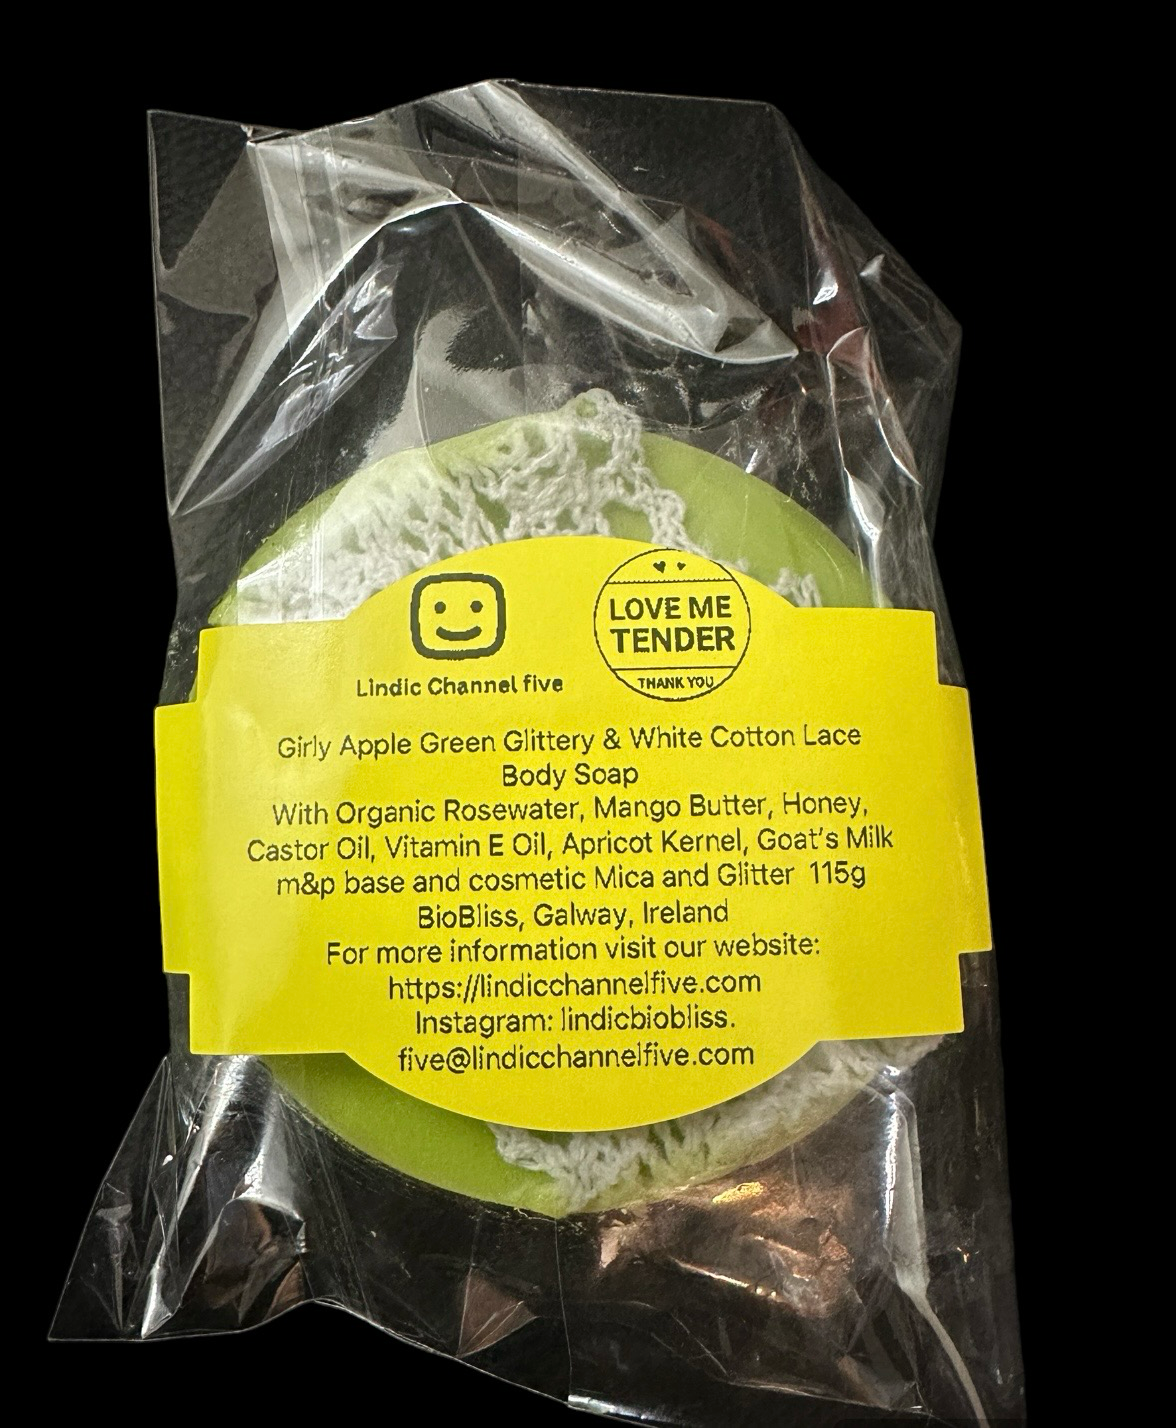 LOVE ME
TENDER
THANK YOU
Lindic Channel five
Girly Apple Green Glittery & White Cotton Lace
Body Soap
With Organic Rosewater, Mango Butter, Honey,
Castor Oil, Vitamin E Oil, Apricot Kernel, Goat's Milk
m&p base and cosmetic Mica and Glitter 115g
BioBliss, Galway, Ireland
For more information visit our website:
https://lindicchannelfive.com
Instagram: lindicbiobliss.
five@lindicchannelfive.com